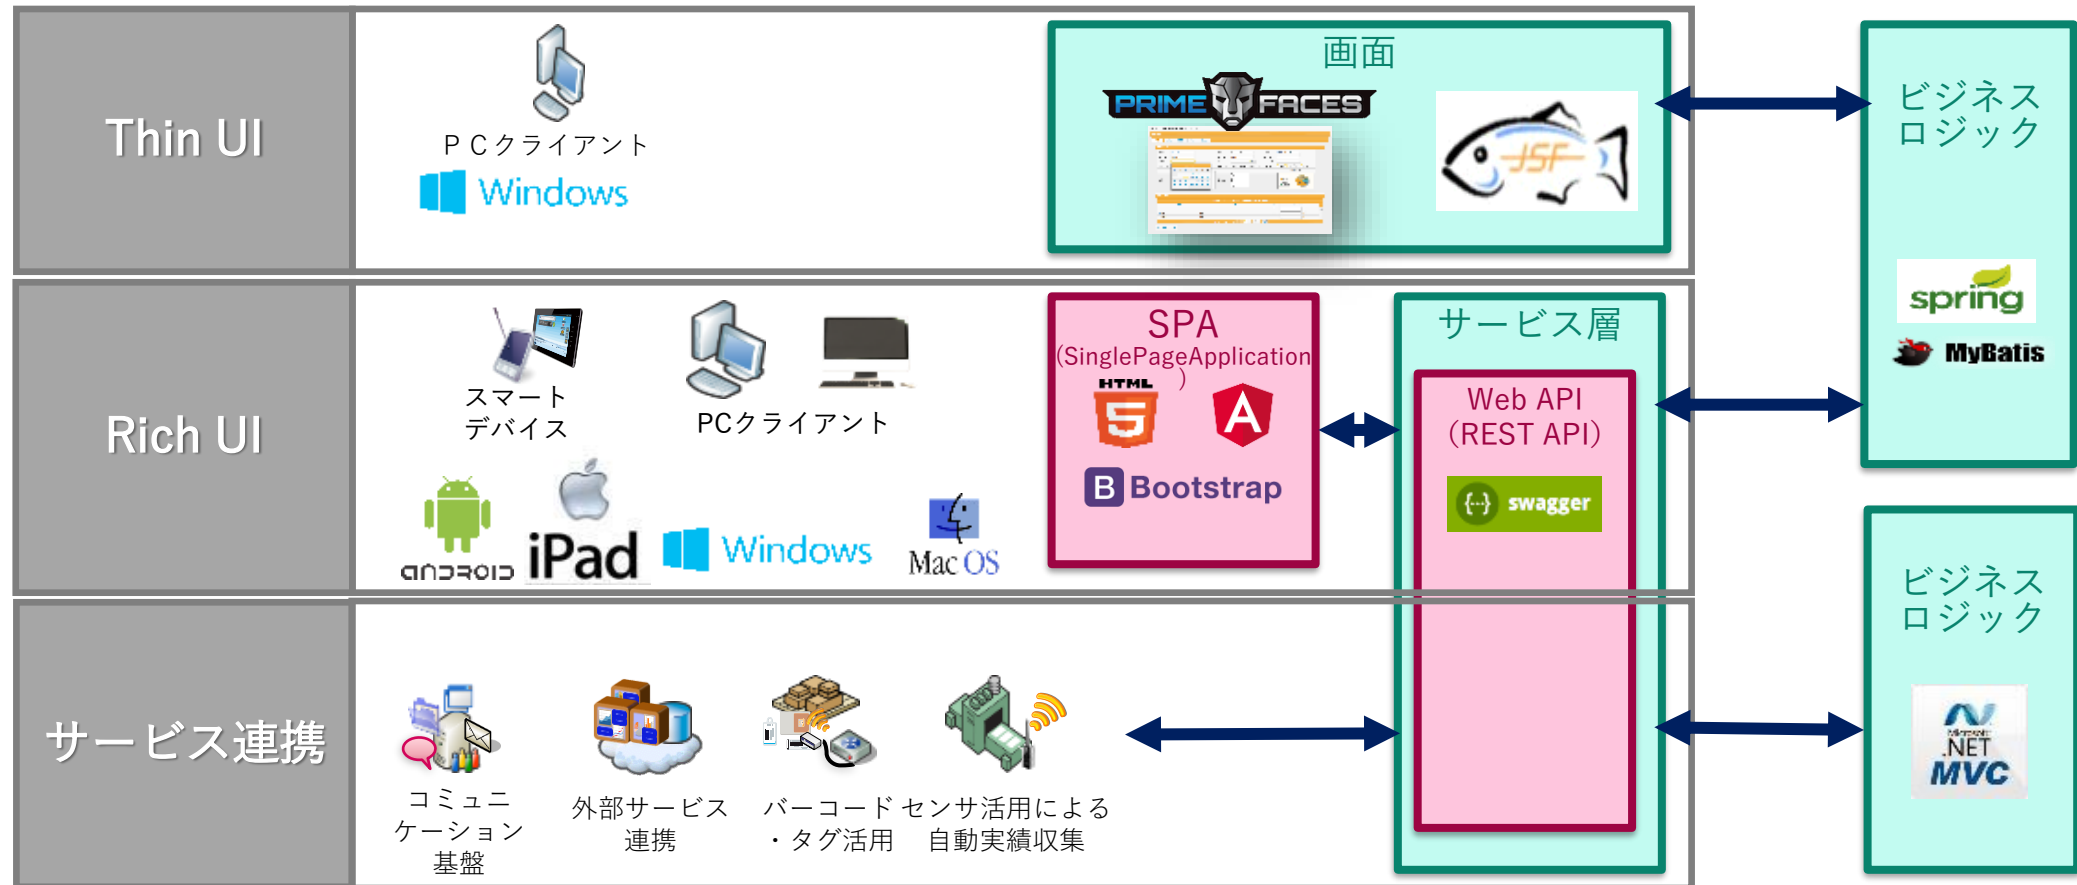 Thin UI
ＰＣクライアント
Windows
画面
PRIME FACES
JSF
ビジネス
ロジック
spring
MyBatis
Rich UI
スマート
デバイス
PCクライアント
ANDROID
iPad
Windows
Mac OS
SPA
(SinglePageApplication
)
HTML
5
A
B Bootstrap
サービス層
Web API
(REST API)
{...} swagger
サービス連携
コミュニ
ケーション
基盤
外部サービス
連携
バーコード
・タグ活用
センサ活用による
自動実績収集
ビジネス
ロジック
Microsoft
.NET
MVC